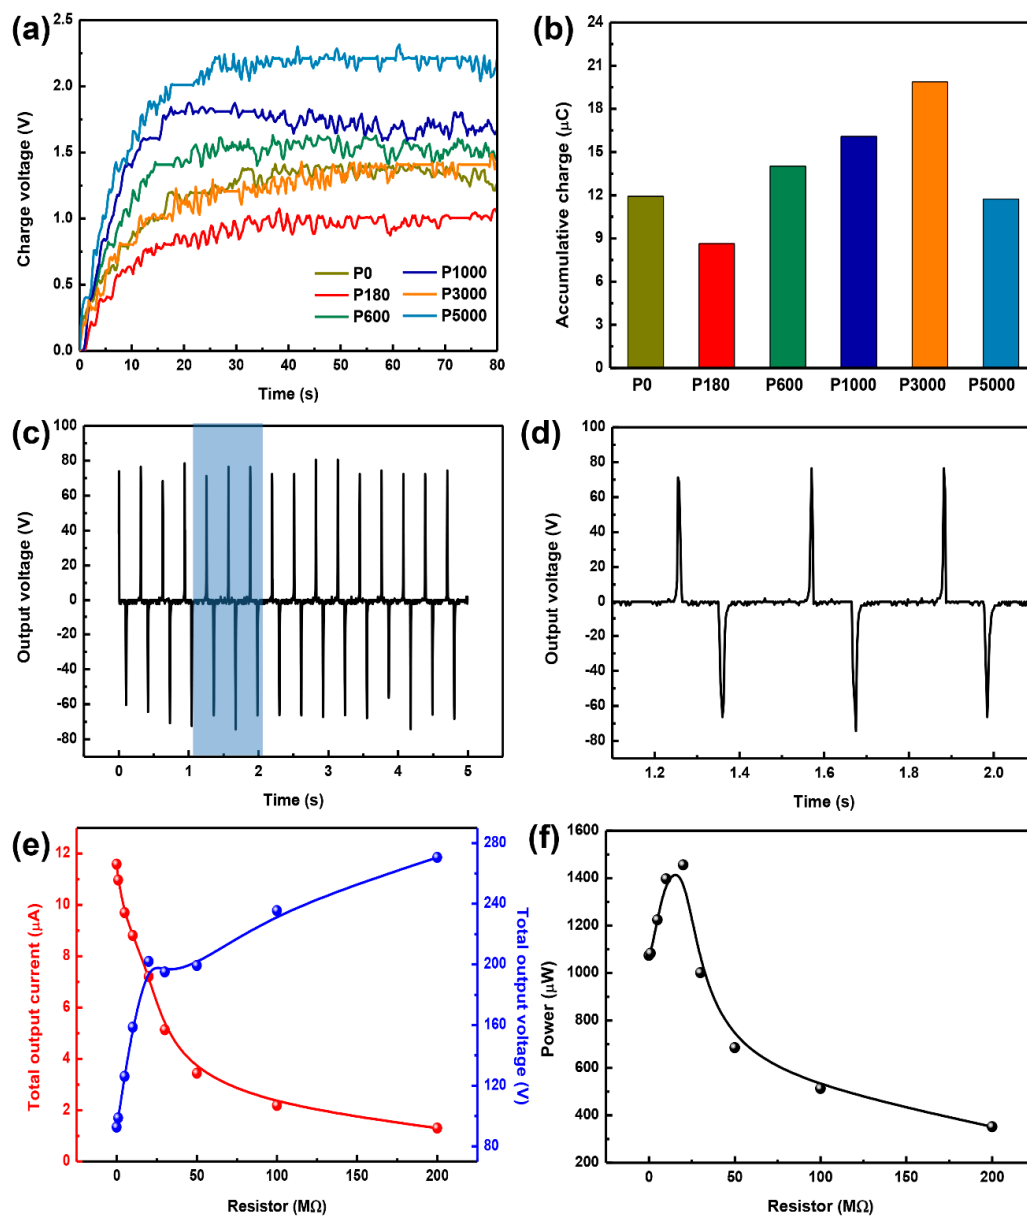 (a)
Charge voltage (V)
2.5
2.0
1.5
1.0
0.5
0.0
0 10 20 30 40 50 60 70 80
Time (s)
P0 P1000
P180 P3000
P600 P5000
(b)
Accumulative charge (μC)
24
21
18
15
12
9
6
3
0
P0 P180 P600 P1000 P3000 P5000
(c)
Output voltage (V)
100
80
60
40
20
0
-20
-40
-60
-80
0 1 2 3 4 5
Time (s)
(d)
Output voltage (V)
100
80
60
40
20
0
-20
-40
-60
-80
1.2 1.4 1.6 1.8 2.0
Time (s)
(e)
Total output current (μA)
12
10
8
6
4
2
0
280
240
200
160
120
80
Total output voltage (V)
0 50 100 150 200
Resistor (MΩ)
(f)
Power (μW)
1600
1400
1200
1000
800
600
400
200
0 50 100 150 200
Resistor (MΩ)